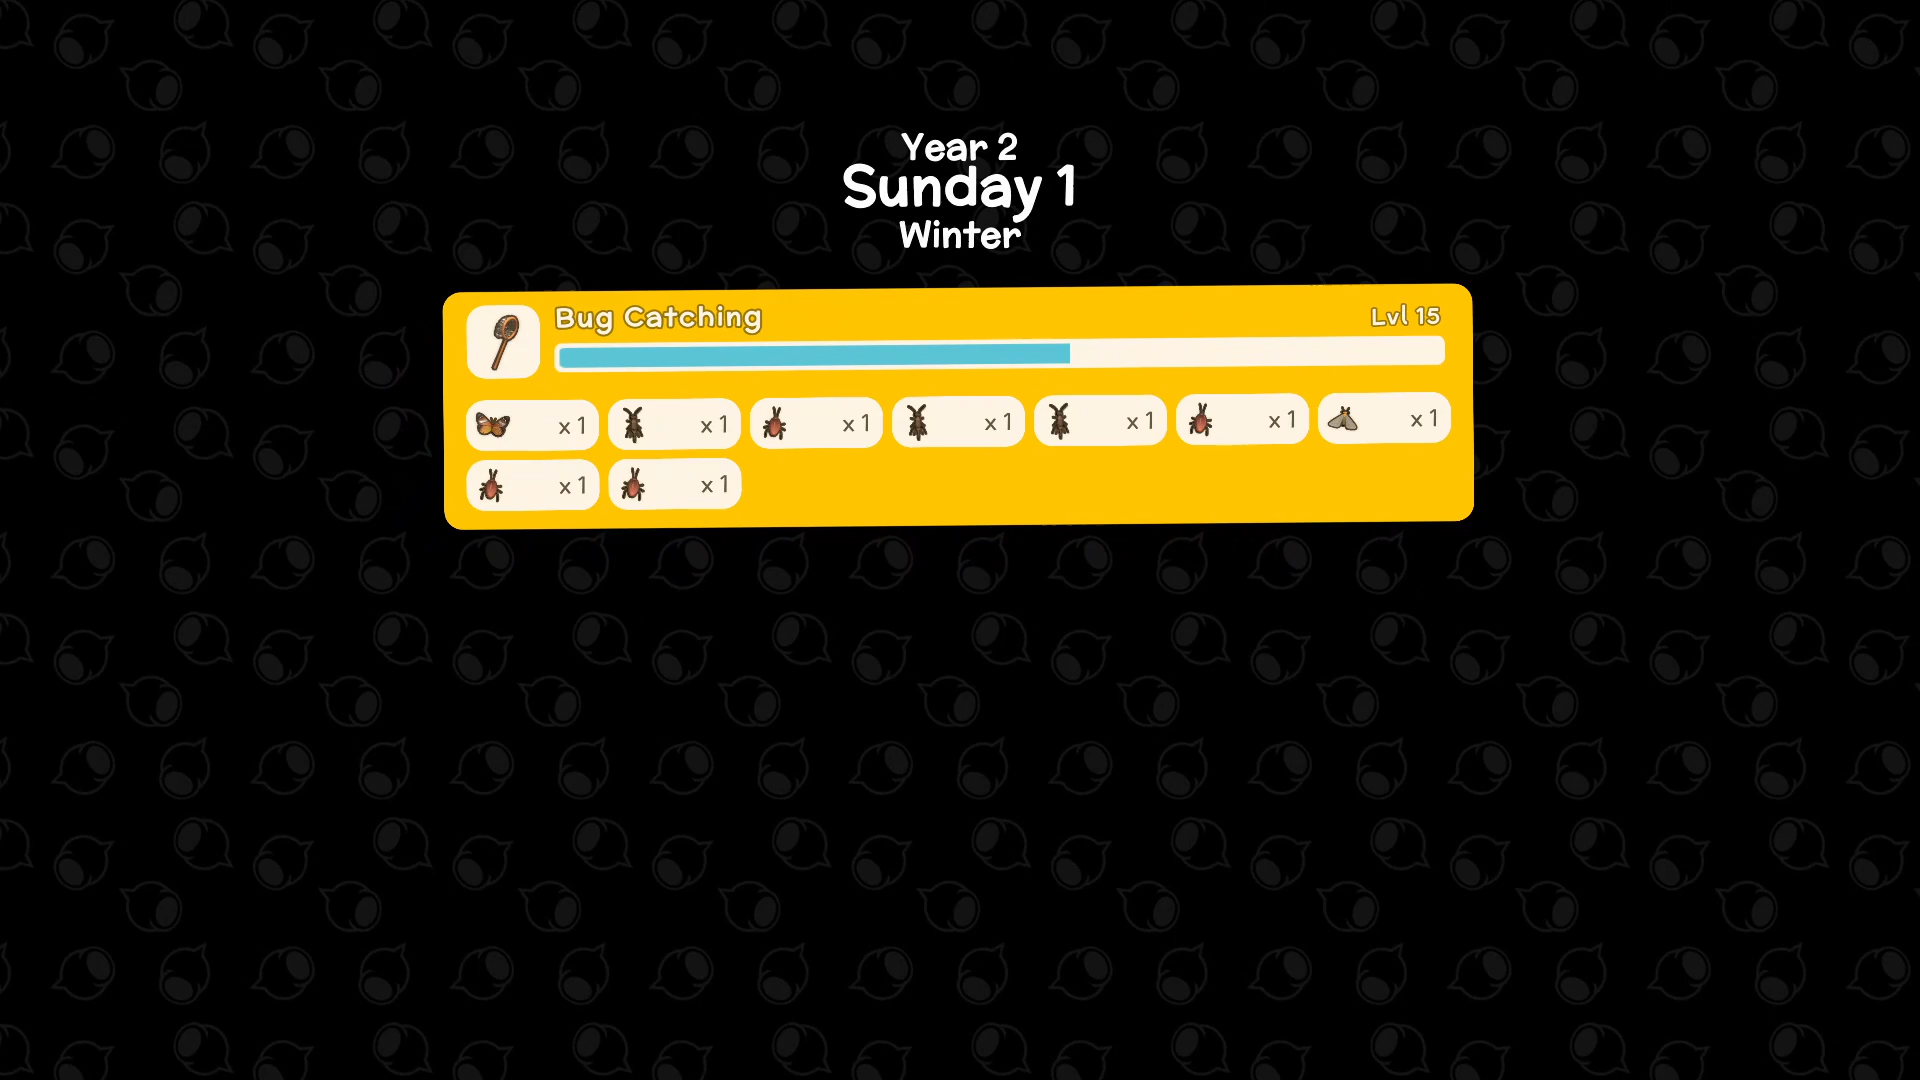 Year 2
Sunday 1
Winter
Bug Catching Lvl 15
x 1 x 1 x 1 x 1 x 1 x 1 x 1
x 1 x 1